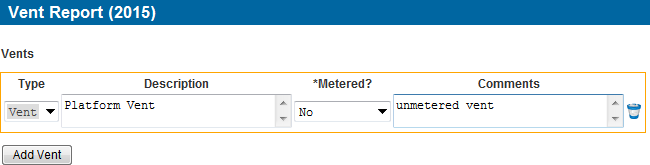 Vent Report (2015)
Vents
Type Description *Metered? Comments
Vent Platform Vent No unmetered vent
Add Vent